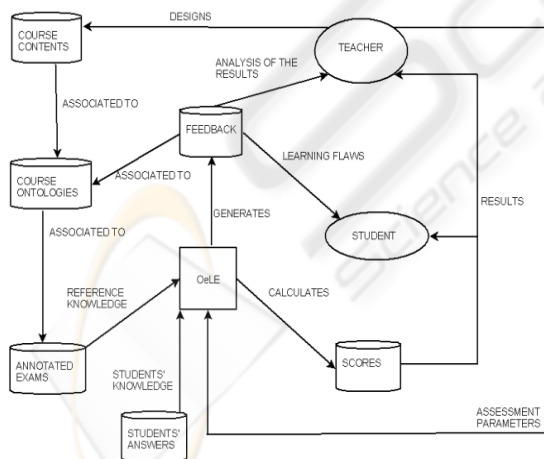 DESIGNS
COURSE
CONTENTS
TEACHER
ANALYSIS OF THE
RESULTS
ASSOCIATED TO
FEEDBACK
LEARNING FLAWS
COURSE
ONTOLOGIES
ASSOCIATED TO
GENERATES
RESULTS
ASSOCIATED TO
STUDENT
OeLE
REFERENCE
KNOWLEDGE
CALCULATES
ANNOTATED
EXAMS
STUDENTS'
KNOWLEDGE
SCORES
STUDENTS'
ANSWERS
ASSESSMENT
PARAMETERS
Science a